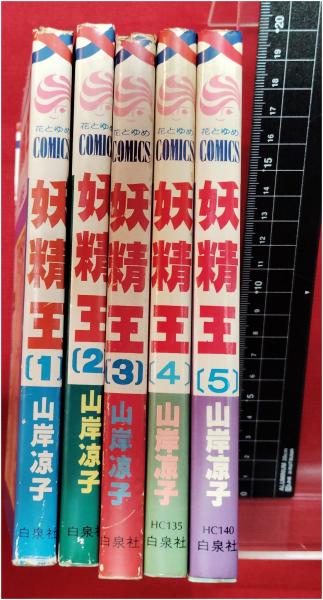 花とゆめ
COMICS
妖精王
(1)
山岸凉子
白泉社
花とゆめ
COMICS
妖精王
(2)
山岸凉子
白泉社
花とゆめ
COMICS
妖精王
(3)
山岸凉子
白泉社
花とゆめ
COMICS
妖精王
(4)
山岸凉子
HC135
白泉社
花とゆめ
COMICS
妖精王
(5)
山岸凉子
HC140
白泉社
20
15
10
5